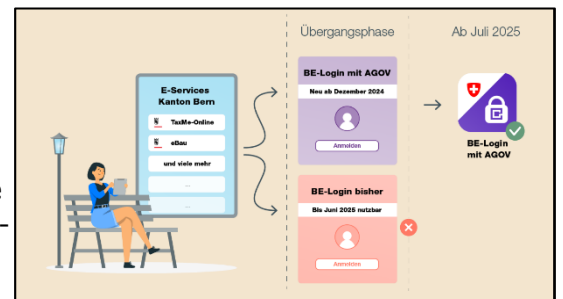 Übergangsphase
Ab Juli 2025
E-Services
Kanton Bern
TaxMe-Online
eBau
und viele mehr
...
...
BE-Login mit AGOV
Neu ab Dezember 2024
Anmelden
BE-Login bisher
Bis Juni 2025 nutzbar
Anmelden
BE-Login
mit AGOV
e